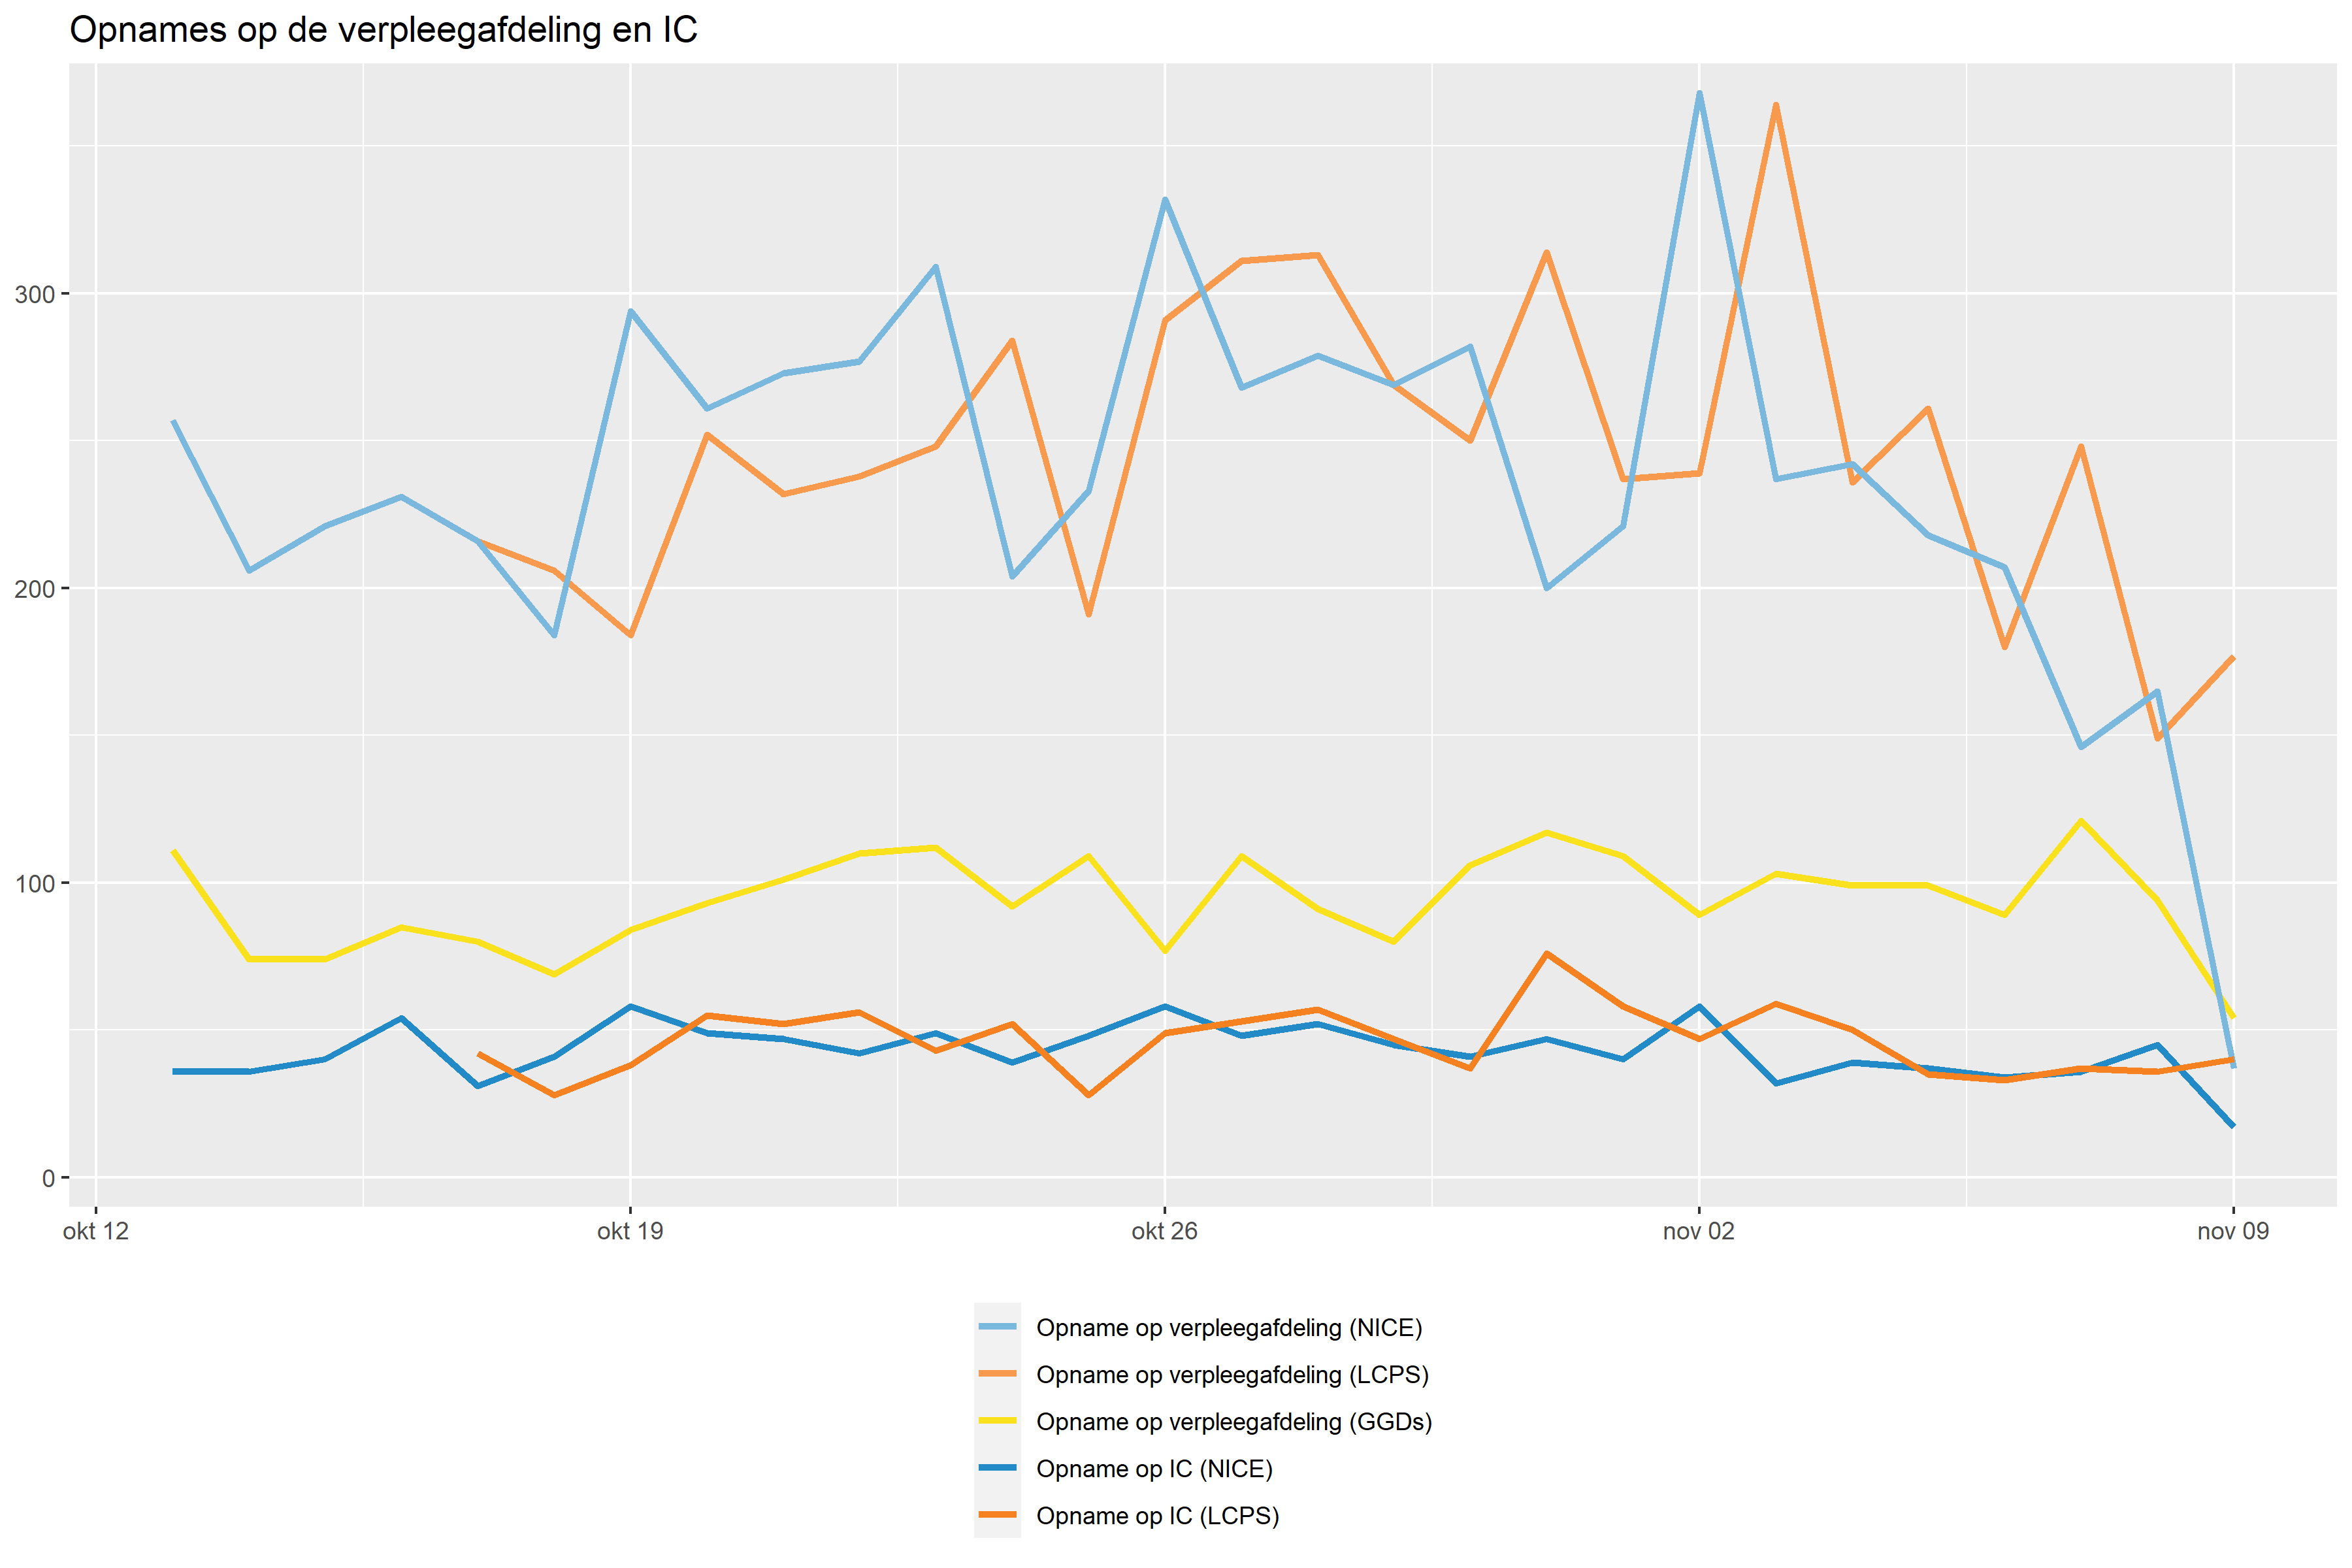 Opnames op de verpleegafdeling en IC
300
200
100
0
okt 12 okt 19 okt 26 nov 02 nov 09
Opname op verpleegafdeling (NICE)
Opname op verpleegafdeling (LCPS)
Opname op verpleegafdeling (GGDs)
Opname op IC (NICE)
Opname op IC (LCPS)